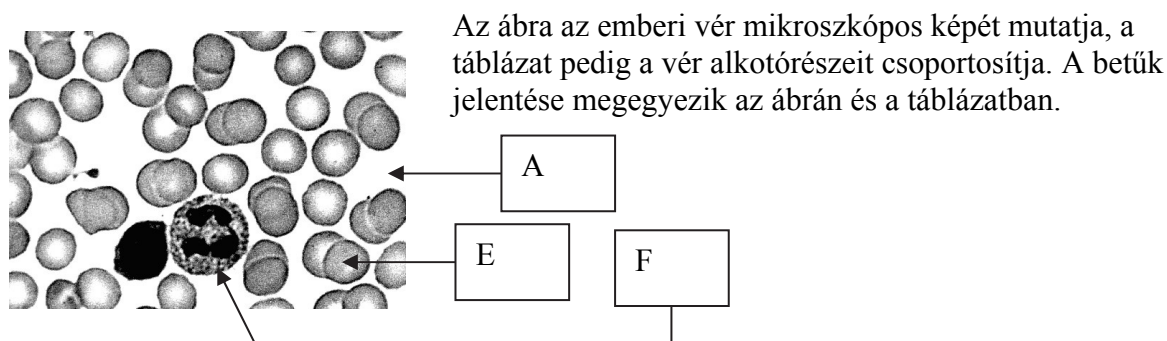 Az ábra az emberi vér mikroszkópos képét mutatja, a
táblázat pedig a vér alkotórészeit csoportosítja. A betűk
jelentése megegyezik az ábrán és a táblázatban.
A
E
F